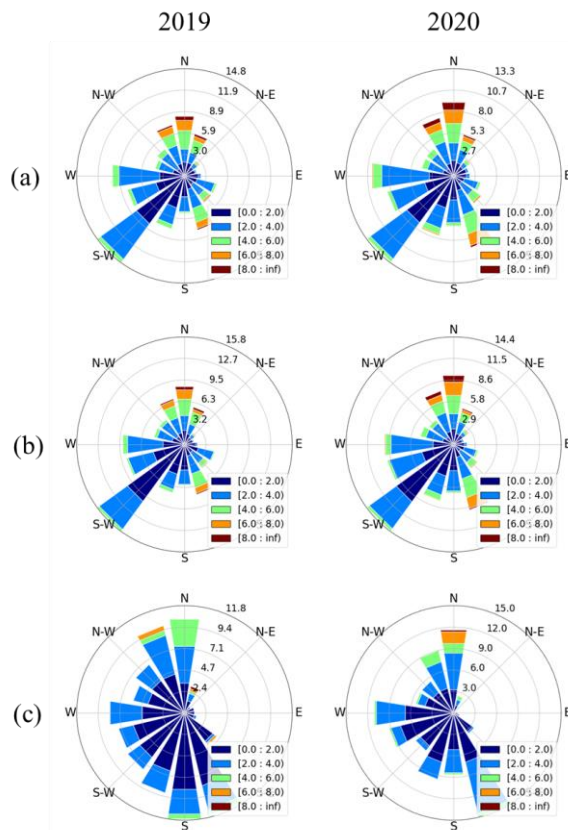 2019 2020
(a)
N
N-E
E
S
S-W
W
N-W
14.8
11.9
8.9
5.9
3.0
[0.0 : 2.0)
[2.0 : 4.0)
[4.0 : 6.0)
[6.0 : 8.0)
[8.0 : inf)
N
N-E
E
S
S-W
W
N-W
13.3
10.7
8.0
5.3
2.7
[0.0 : 2.0)
[2.0 : 4.0)
[4.0 : 6.0)
[6.0 : 8.0)
[8.0 : inf)
(b)
N
N-E
E
S
S-W
W
N-W
15.8
12.7
9.5
6.3
3.2
[0.0 : 2.0)
[2.0 : 4.0)
[4.0 : 6.0)
[6.0 : 8.0)
[8.0 : inf)
N
N-E
E
S
S-W
W
N-W
14.4
11.5
8.6
5.8
2.9
[0.0 : 2.0)
[2.0 : 4.0)
[4.0 : 6.0)
[6.0 : 8.0)
[8.0 : inf)
(c)
N
N-E
E
S
S-W
W
N-W
11.8
9.4
7.1
4.7
2.4
[0.0 : 2.0)
[2.0 : 4.0)
[4.0 : 6.0)
[6.0 : 8.0)
[8.0 : inf)
N
N-E
E
S
S-W
W
N-W
15.0
12.0
9.0
6.0
3.0
[0.0 : 2.0)
[2.0 : 4.0)
[4.0 : 6.0)
[6.0 : 8.0)
[8.0 : inf)